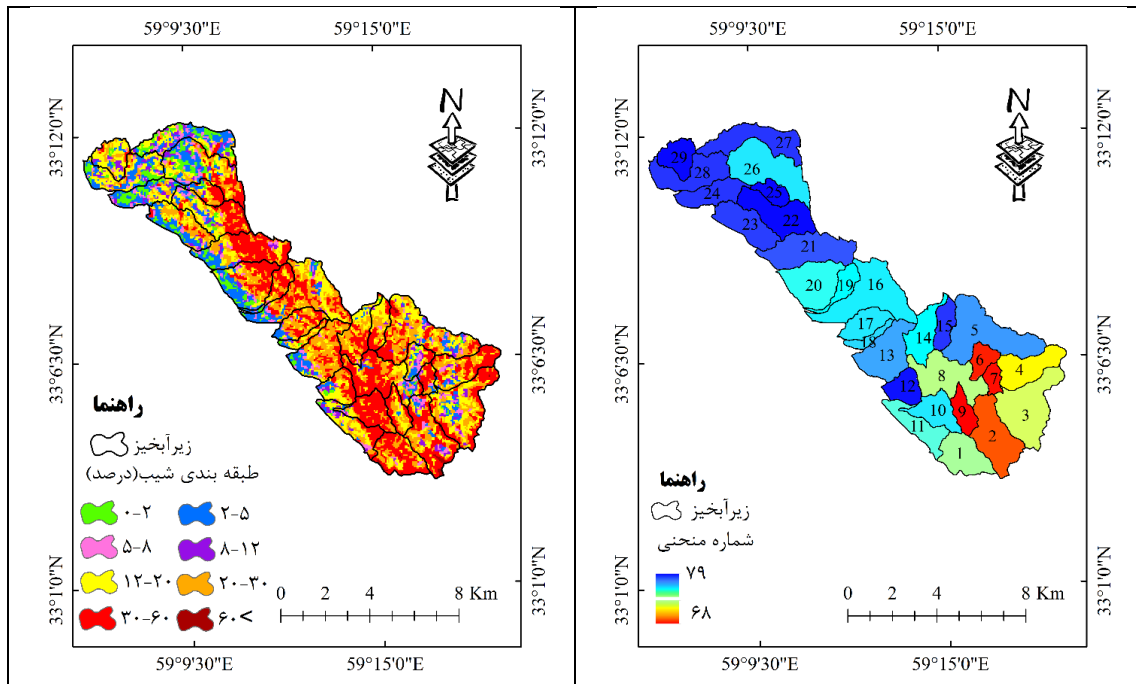 59°9'30"E 59°15'0"E
33°12'0"N
33°6'30"N
33°1'0"N
N
33°12'0"N
33°6'30"N
33°1'0"N
راهنما
زیرآبخیز
طبقه بندی شیب(درصد)
۰-۲ ۲-۵
۵-۸ ۸-۱۲
۱۲-۲۰ ۲۰-۳۰
۳۰-۶۰ ۶۰>
0 2 4 8 Km
59°9'30"E 59°15'0"E
59°9'30"E 59°15'0"E
33°12'0"N
33°6'30"N
33°1'0"N
N
33°12'0"N
33°6'30"N
33°1'0"N
27
29
26
28
25
24
22
23
21
20
19
16
17
18
15
14
5
13
6
4
7
8
12
10
9
3
11
2
1
راهنما
زیرآبخیز
شماره منحنی
۷۹
۶۸
0 2 4 8 Km
59°9'30"E 59°15'0"E